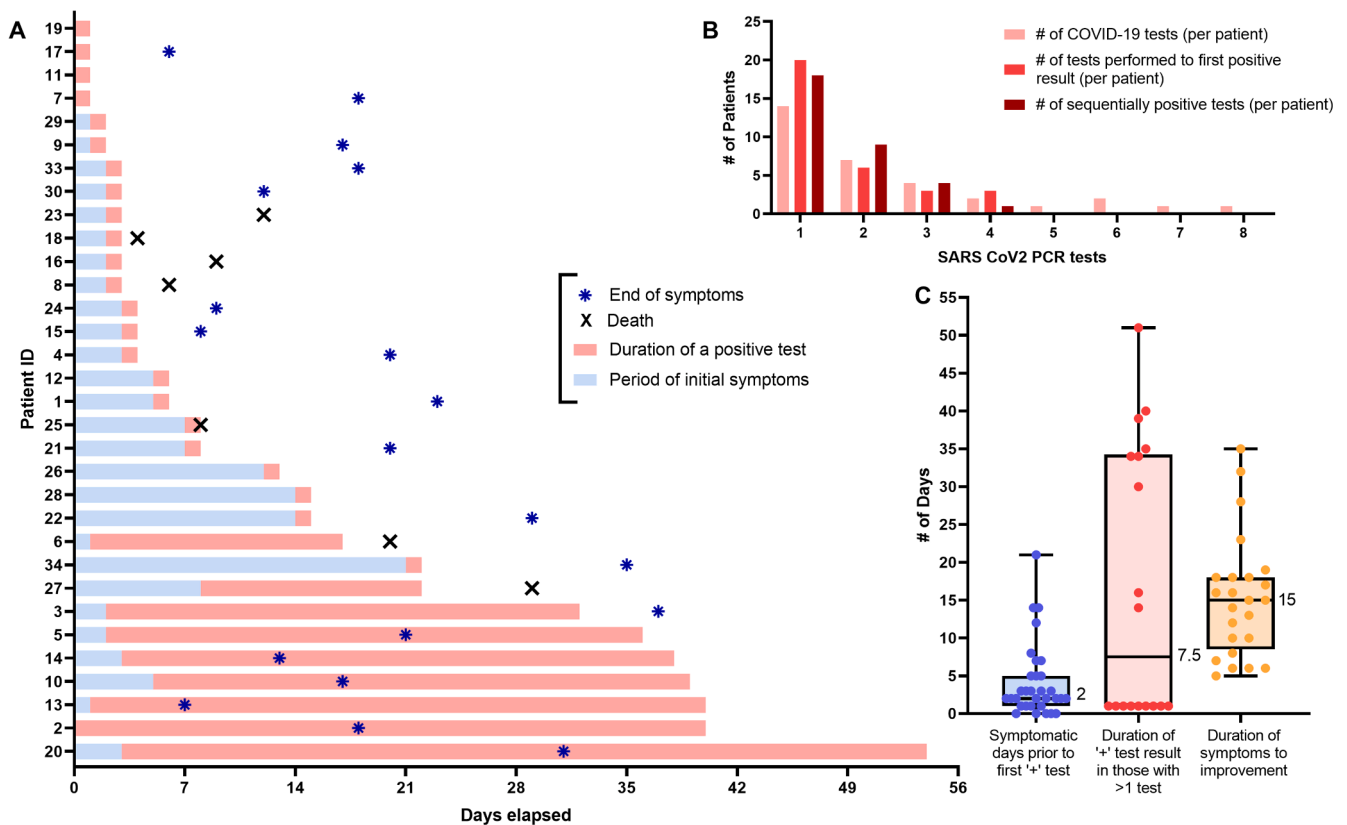 A
Patient ID
19
17
11
7
29
9
33
30
23
18
16
8
24
15
4
12
1
25
21
26
28
22
6
34
27
3
5
14
10
13
2
20
0 7 14 21 28 35 42 49 56
Days elapsed
End of symptoms
Death
Duration of a positive test
Period of initial symptoms
B
# of Patients
25
20
15
10
5
0
1 2 3 4 5 6 7 8
SARS CoV2 PCR tests
# of COVID-19 tests (per patient)
# of tests performed to first positive
result (per patient)
# of sequentially positive tests (per patient)
C
# of Days
55
50
45
40
35
30
25
20
15
10
5
0
2
7.5
15
Symptomatic
days prior to
first '+' test
Duration of
'+' test result
in those with
>1 test
Duration of
symptoms to
improvement